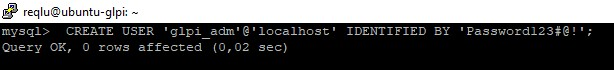 reqlu@ubuntu-glpi: ~
mysql>  CREATE USER 'glpi_adm'@'localhost' IDENTIFIED BY 'Password123#@!';
Query OK, 0 rows affected (0,02 sec)